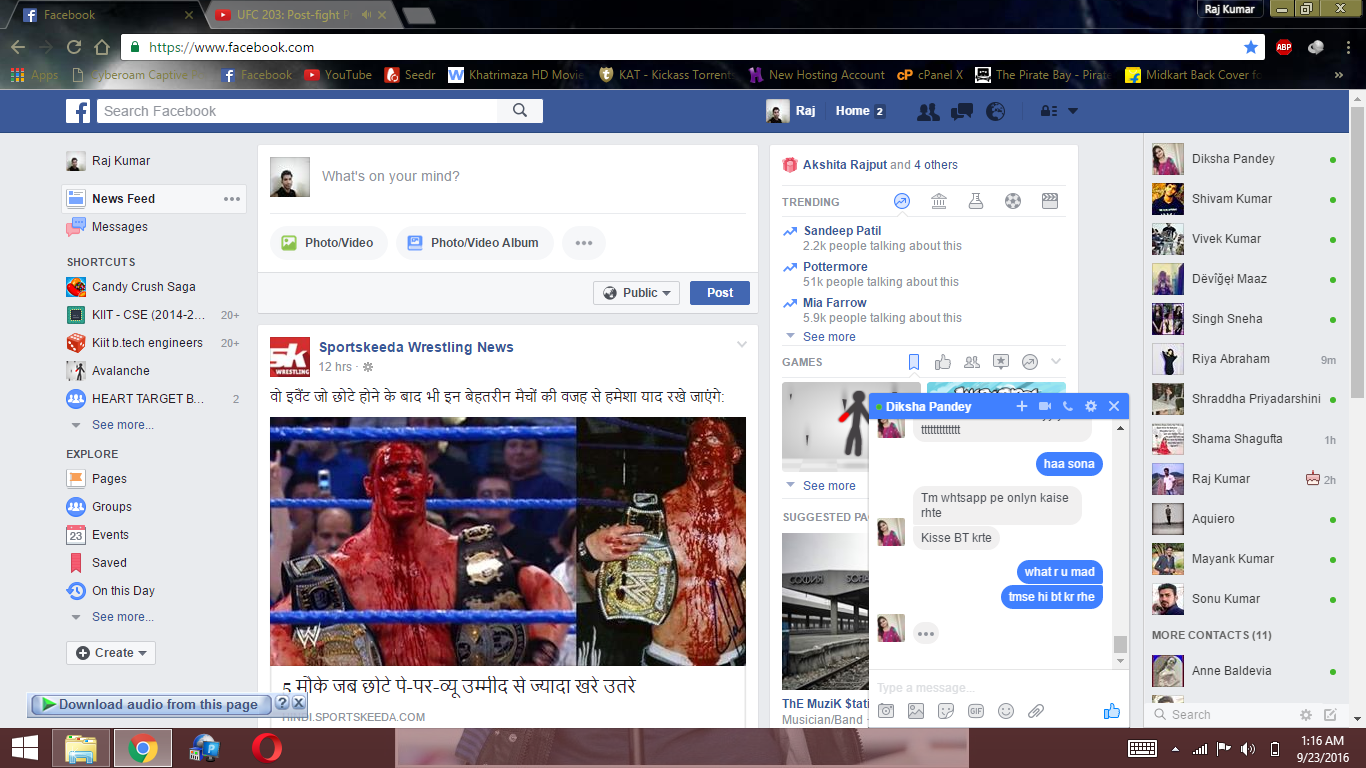 Facebook
UFC 203: Post-fight P
Raj Kumar
https://www.facebook.com
ABP
Apps
Cyberoam Captive P
Facebook
YouTube
Seedr
Khatrimaza HD Movie
KAT - Kickass Torrent
New Hosting Account
cPanel X
The Pirate Bay - Pirate
Midkart Back Cover fo
»
Search Facebook
Raj
Home 2
Raj Kumar
News Feed
Messages
SHORTCUTS
Candy Crush Saga
KIIT - CSE (2014-2... 20+
Kiit b.tech engineers 20+
Avalanche
HEART TARGET B... 2
See more...
EXPLORE
Pages
Groups
23 Events
Saved
On this Day
See more...
Create
Download audio from this page ? X
What's on your mind?
Photo/Video
Photo/Video Album
Public
Post
sk
WRESTLING
Sportskeeda Wrestling News
12 hrs ·
वो इवैंट जो छोटे होने के बाद भी इन बेहतरीन मैचों की वजह से हमेशा याद रखे जाएंगे:
5 मौके जब छोटे पे-पर-व्यू उम्मीद से ज्यादा खरे उतरे
HINDI.SPORTSKEEDA.COM
Akshita Rajput and 4 others
TRENDING
Sandeep Patil
2.2k people talking about this
Pottermore
51k people talking about this
Mia Farrow
5.9k people talking about this
See more
GAMES
See more
SUGGESTED PA
СОФИЯ
SOFIA
ThE MuziK $tati
Musician/Band
Diksha Pandey
ttttttttttttt
haa sona
Tm whtsapp pe onlyn kaise
rhte
Kisse BT krte
what r u mad
tmse hi bt kr rhe
Type a message...
GIF
Diksha Pandey
Shivam Kumar
Vivek Kumar
Dëvîğęł Maaz
Singh Sneha
Riya Abraham 9m
Shraddha Priyadarshini
Shama Shagufta 1h
Raj Kumar 2h
Aquiero
Mayank Kumar
Sonu Kumar
MORE CONTACTS (11)
Anne Baldevia
Search
1:16 AM
9/23/2016